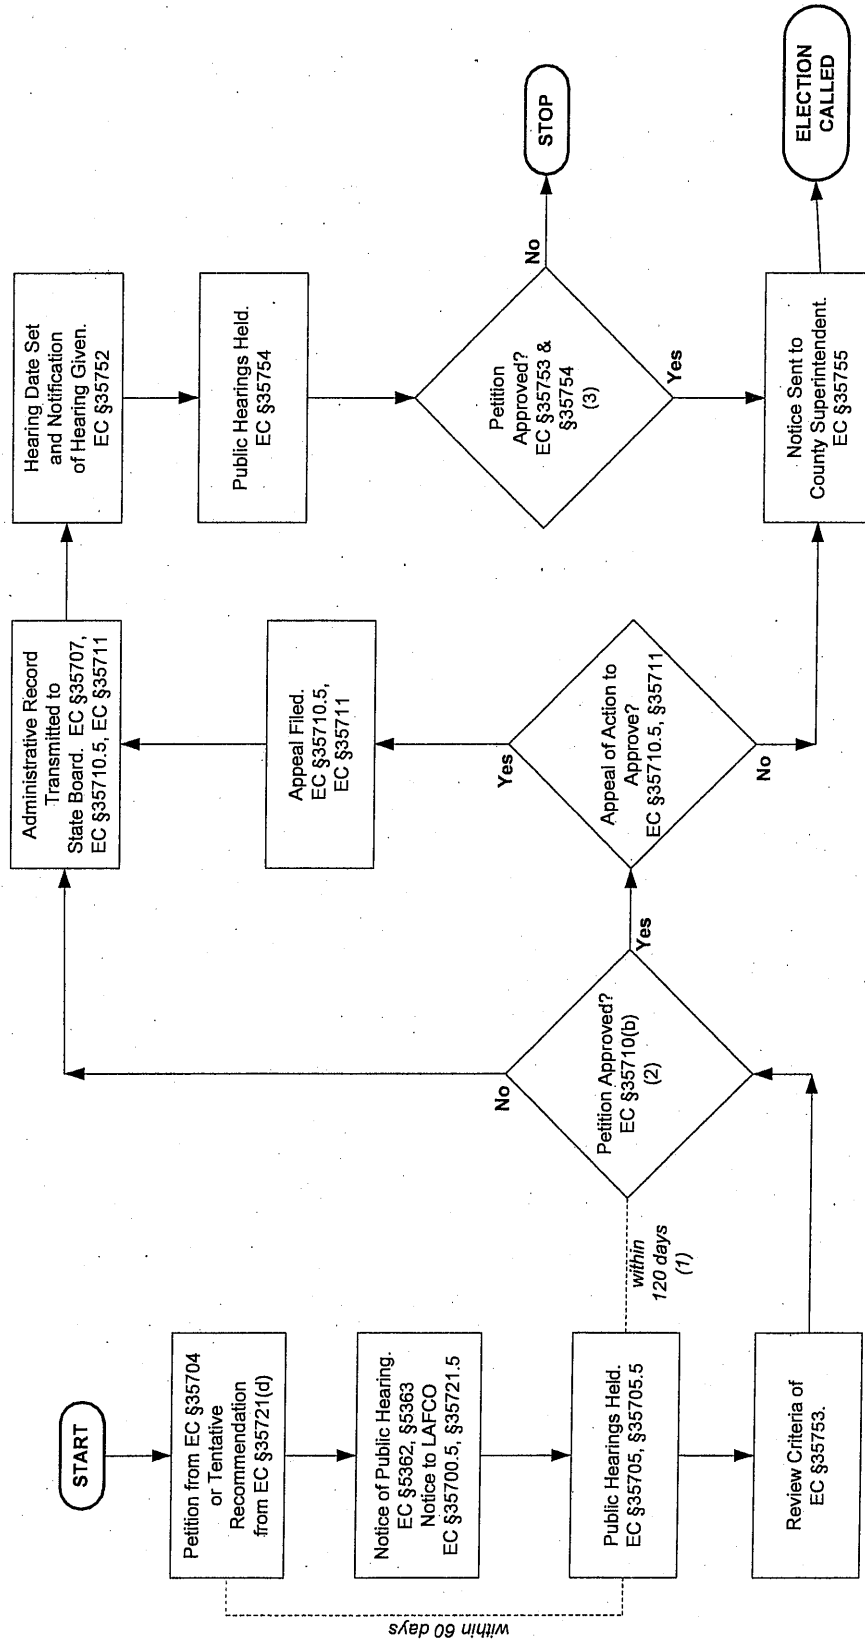 START
Petition from EC §35704
or Tentative
Recommendation
from EC §35721(d)
within 60 days
Notice of Public Hearing.
EC §5362, §5363
Notice to LAFCO
EC §35700.5, §35721.5
Public Hearings Held.
EC §35705, §35705.5
within
120 days
(1)
Review Criteria of
EC §35753.
Petition Approved?
EC §35710(b)
(2)
No
Yes
Administrative Record
Transmitted to
State Board. EC §35707,
EC §35710.5, EC §35711
Appeal Filed.
EC §35710.5,
EC §35711
Yes
Appeal of Action to
Approve?
EC §35710.5, §35711
No
Hearing Date Set
and Notification
of Hearing Given.
EC §35752
Public Hearings Held.
EC §35754
Petition
Approved?
EC §35753 &
§35754
(3)
No
Yes
STOP
Notice Sent to
County Superintendent.
EC §35755
ELECTION
CALLED